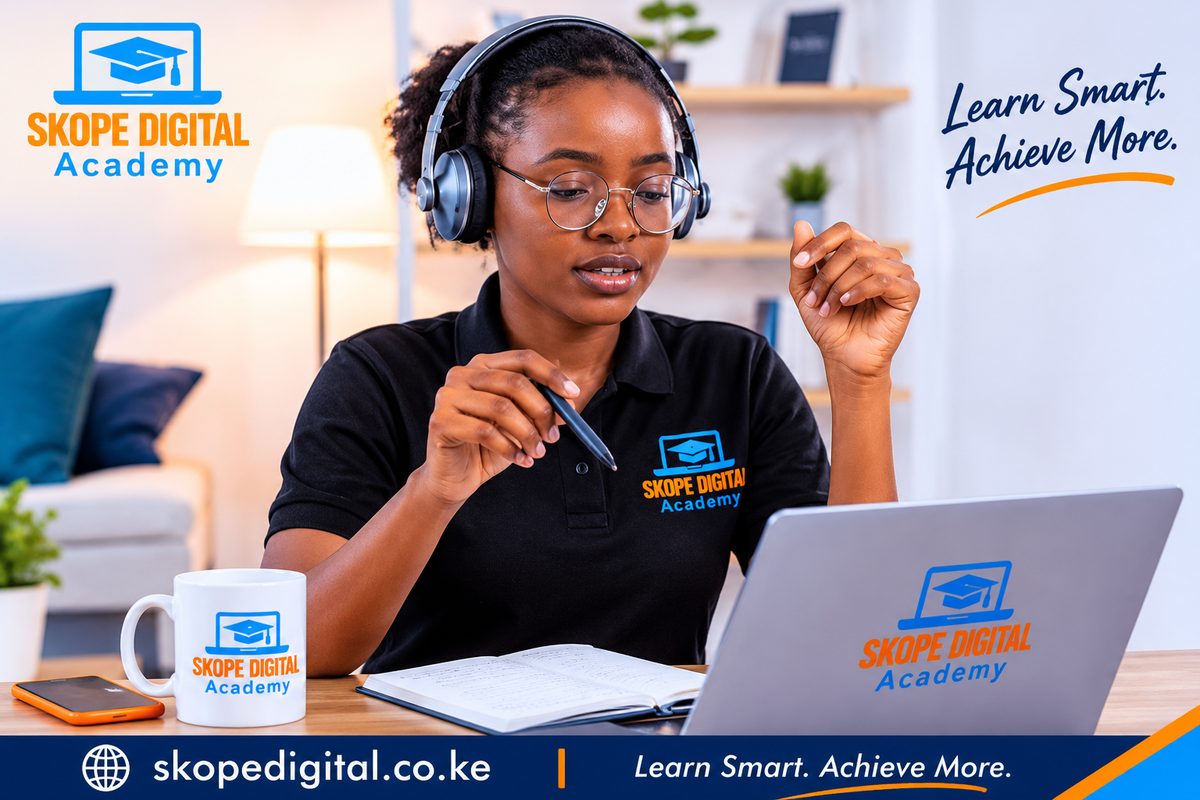 SKOPE DIGITAL
Academy
Learn Smart.
Achieve More.
SKOPE DIGITAL
Academy
SKOPE DIGITAL
Academy
SKOPE DIGITAL
Academy
skopedigital.co.ke
Learn Smart. Achieve More.